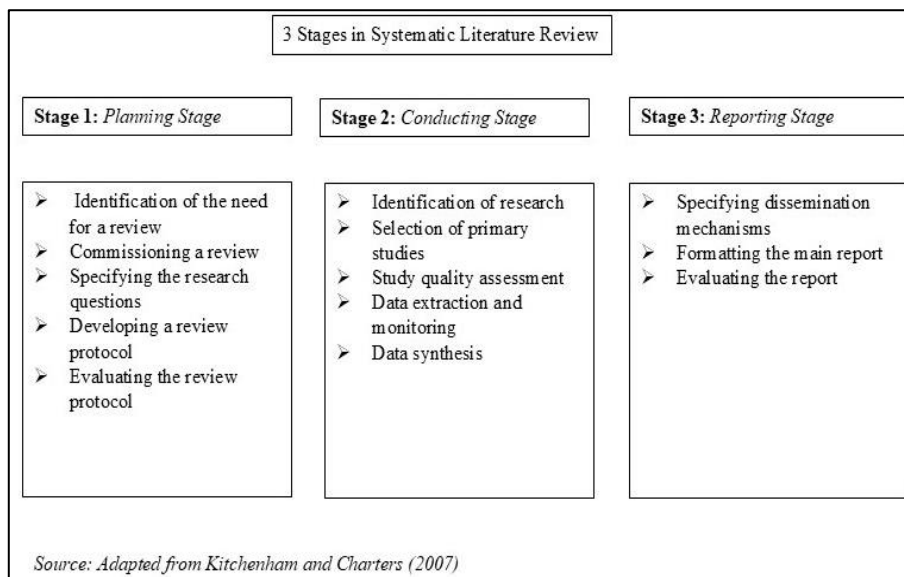 3 Stages in Systematic Literature Review
Stage 1: Planning Stage
➢ Identification of the need
for a review
➢ Commissioning a review
➢ Specifying the research
questions
➢ Developing a review
protocol
➢ Evaluating the review
protocol
Stage 2: Conducting Stage
➢ Identification of research
➢ Selection of primary
studies
➢ Study quality assessment
➢ Data extraction and
monitoring
➢ Data synthesis
Stage 3: Reporting Stage
➢ Specifying dissemination
mechanisms
➢ Formatting the main report
➢ Evaluating the report
Source: Adapted from Kitchenham and Charters (2007)